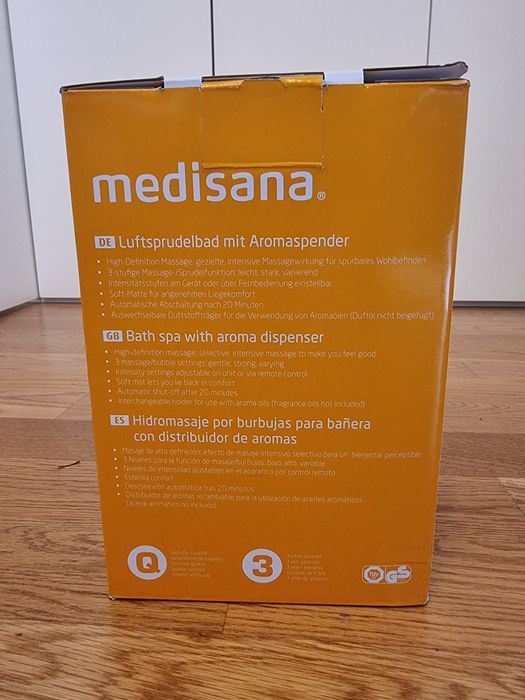 medisana®
DE Luftsprudelbad mit Aromaspender
• High-Definition Massage: gezielte, intensive Massagewirkung für spürbares Wohlbefinden
• 3-stufige Massage-/Sprudelfunktion: leicht, stark, variierend
• Intensitätsstufen am Gerät oder über Fernbedienung einstellbar
• Soft-Matte für angenehmen Liegekomfort
• Automatische Abschaltung nach 20 Minuten
• Auswechselbare Duftstoffträger für die Verwendung von Aromaölen (Duftöl nicht beigefügt)
GB Bath spa with aroma dispenser
• High-definition massage: selective, intensive massage to make you feel good
• 3 massage/bubble settings: gentle, strong, varying
• Intensity settings adjustable on unit or via remote control
• Soft mat lets you lie back in comfort
• Automatic shut-off after 20 minutes
• Interchangeable holder for use with aroma oils (fragrance oils not included)
ES Hidromasaje por burbujas para bañera
con distribuidor de aromas
• Masaje de alta definición: efecto de masaje intensivo selectivo para un bienestar perceptible
• 3 Niveles para la función de masaje/burbujas: bajo, alto, variable
• Niveles de intensidad ajustables en el aparato o por control remoto
• Esterilla confort
• Desconexión automática tras 20 minutos
• Distribuidor de aromas recambiable para la utilización de aceites aromáticos
(aceite aromático no incluido)
Q
3
TÜV GS